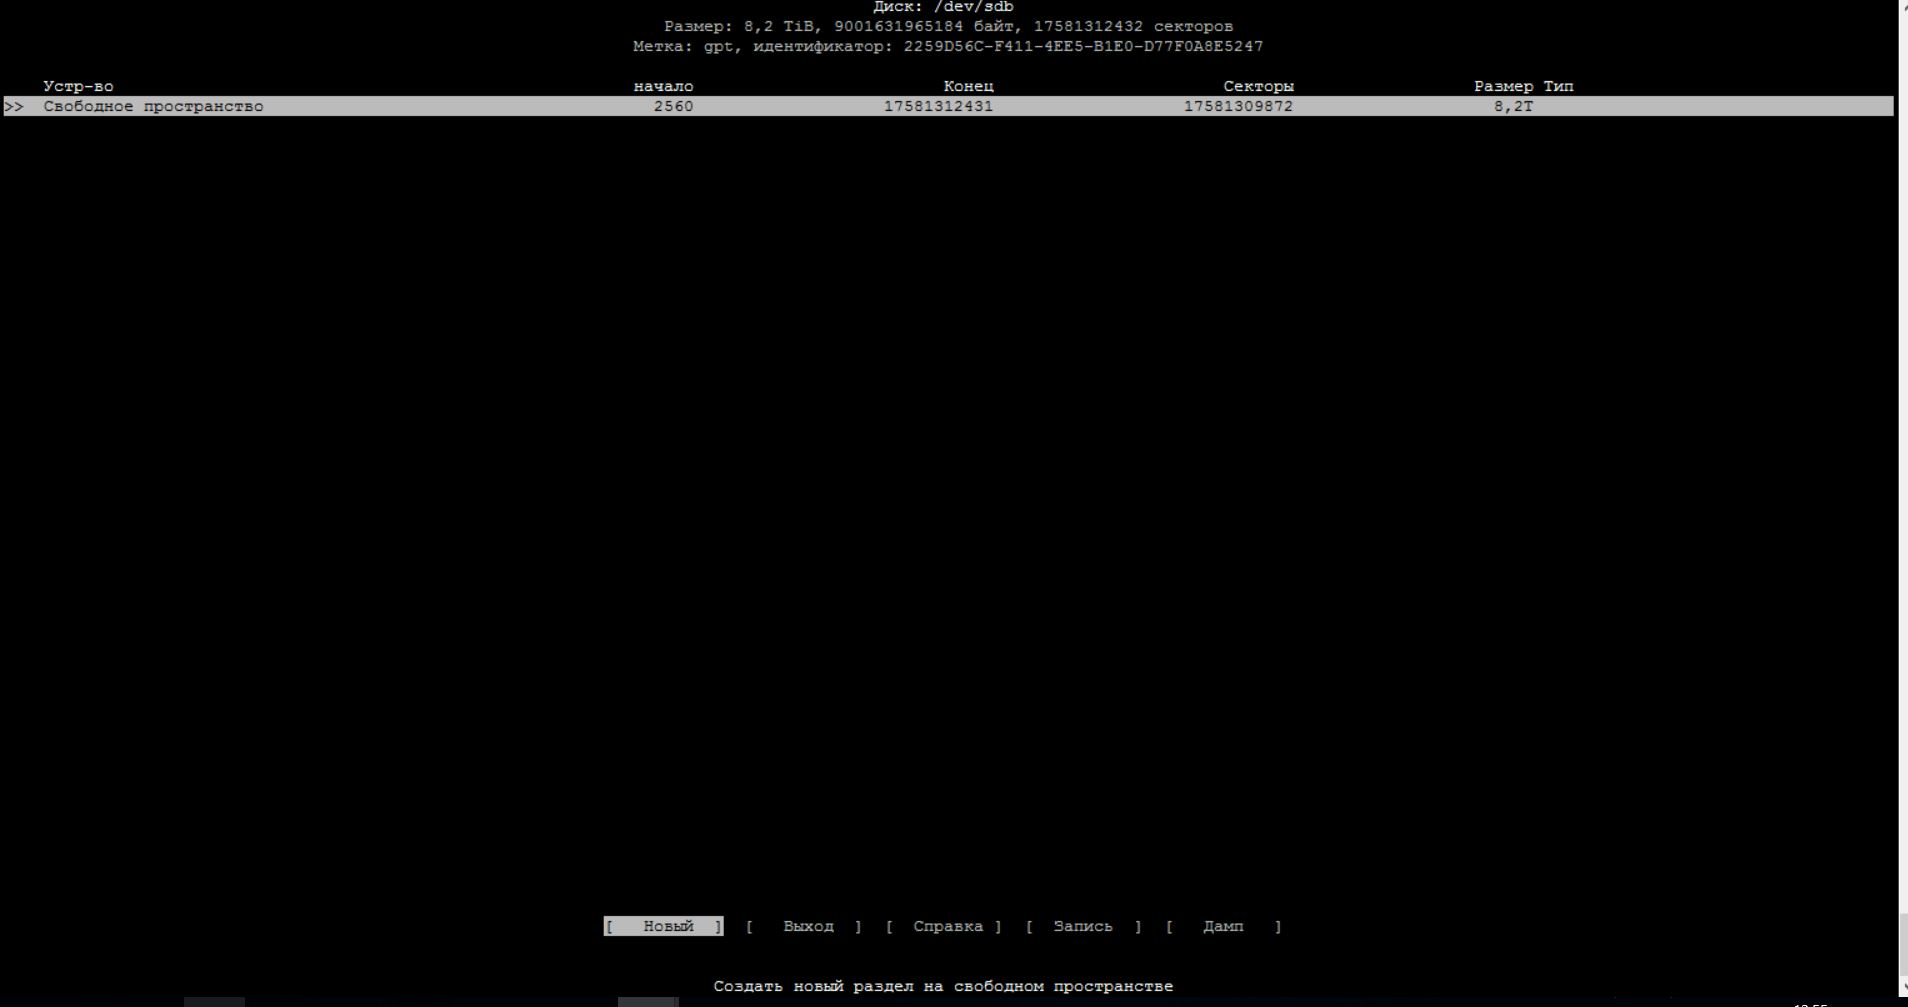 Диск: /dev/sdb
Размер: 8,2 TiB, 9001631965184 байт, 17581312432 секторов
Метка: gpt, идентификатор: 2259D56C-F411-4EE5-B1E0-D77F0A8E5247
Устр-во начало Конец Секторы Размер Тип
>> Свободное пространство 2560 17581312431 17581309872 8,2T
[ Новый ] [ Выход ] [ Справка ] [ Запись ] [ Дамп ]
Создать новый раздел на свободном пространстве